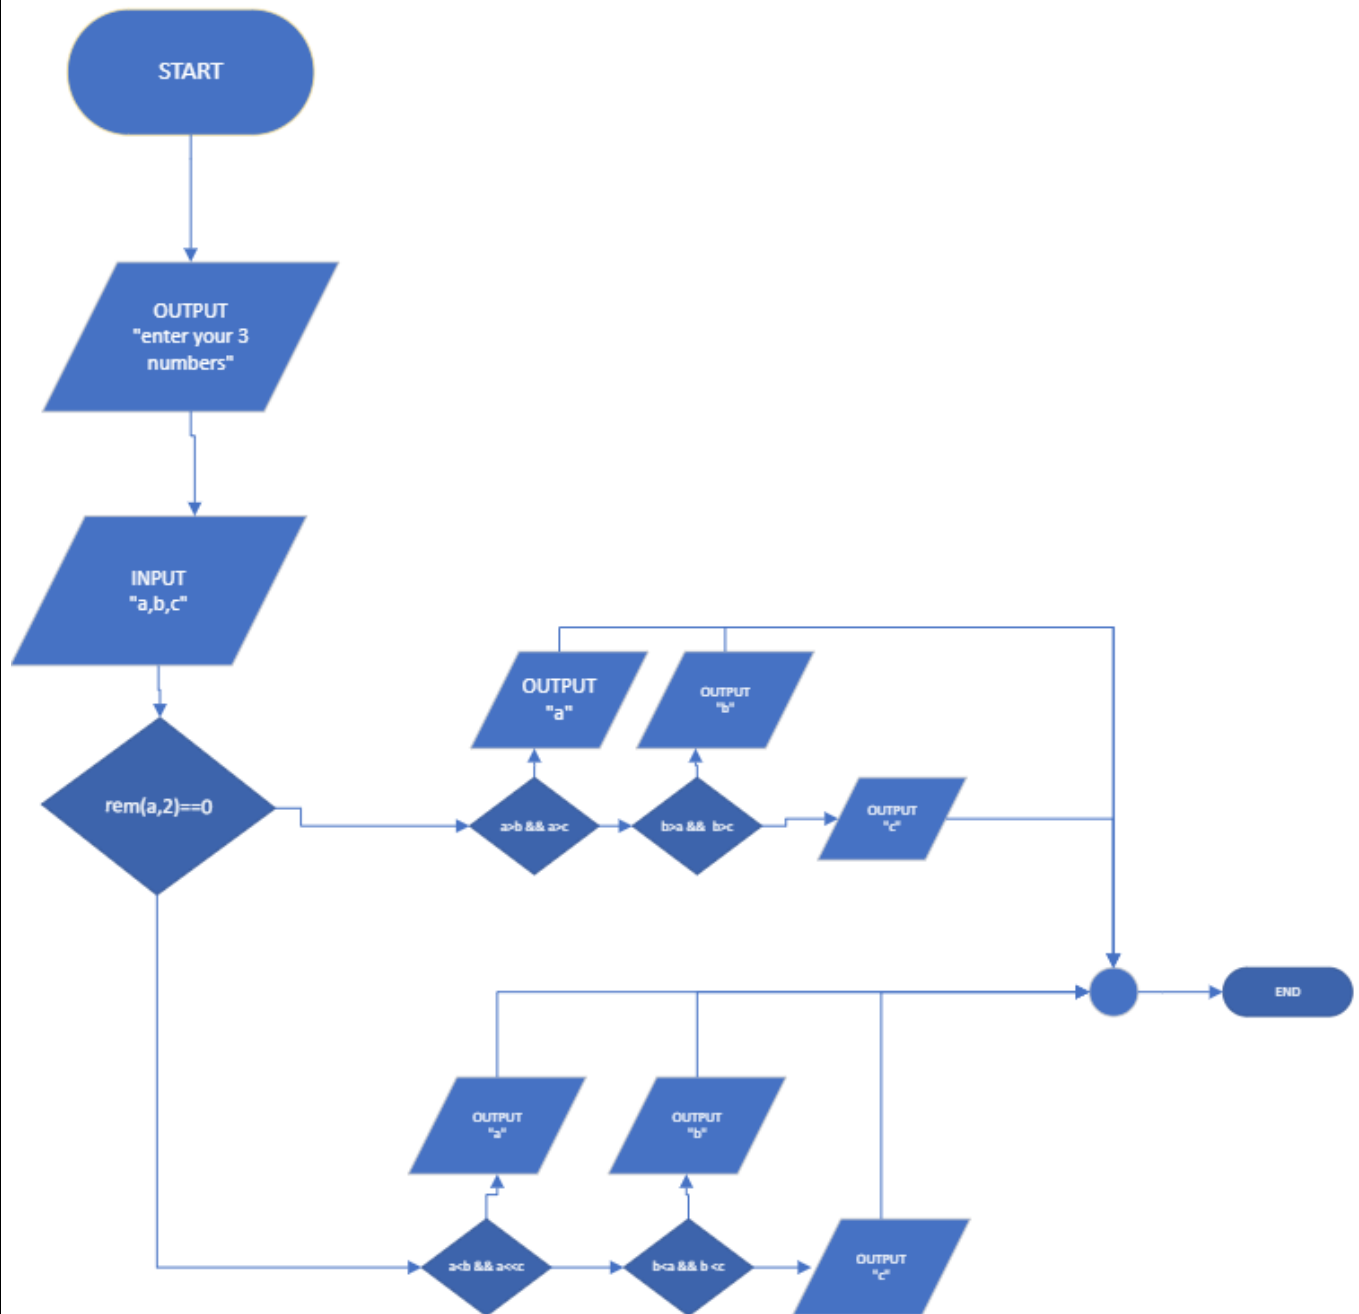 START
OUTPUT
"enter your 3
numbers"
INPUT
"a,b,c"
rem(a,2)==0
OUTPUT
"a"
OUTPUT
"b"
a>b && a>c
b>a && b>c
OUTPUT
"c"
END
OUTPUT
"a"
OUTPUT
"b"
a<b && a<<c
b<a && b <c
OUTPUT
"c"